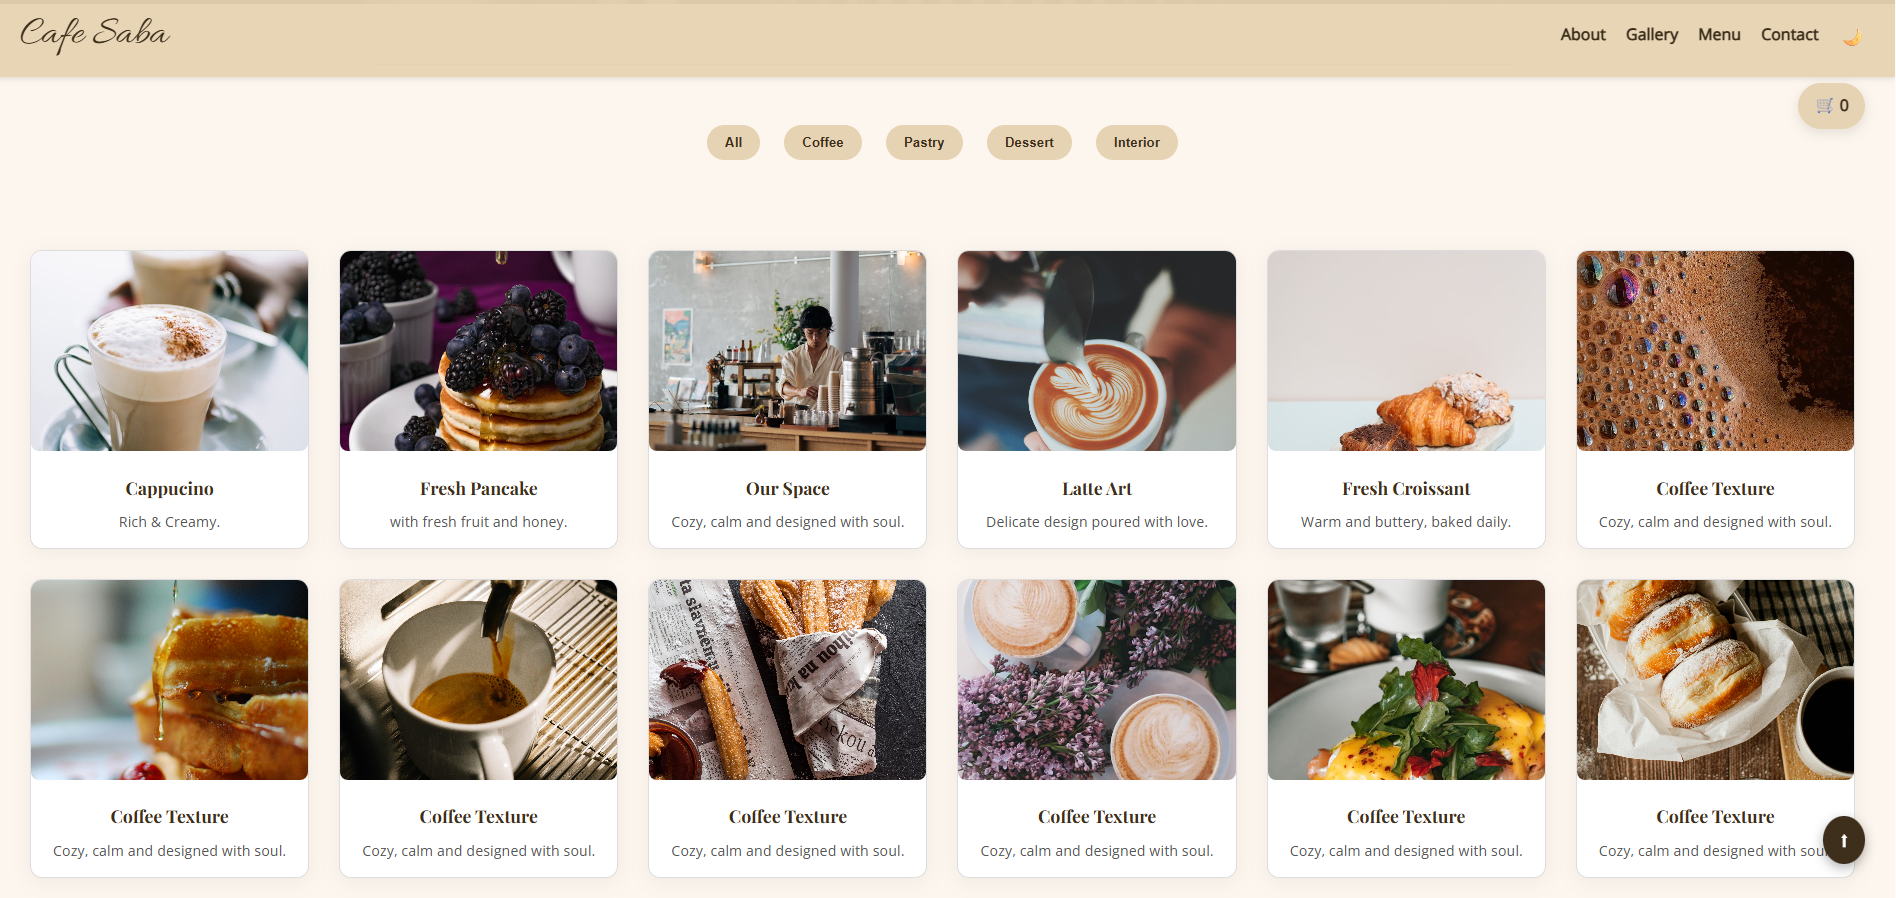 Cafe Saba
About Gallery Menu Contact
0
All Coffee Pastry Dessert Interior
Cappucino
Rich & Creamy.
Fresh Pancake
with fresh fruit and honey.
Our Space
Cozy, calm and designed with soul.
Latte Art
Delicate design poured with love.
Fresh Croissant
Warm and buttery, baked daily.
Coffee Texture
Cozy, calm and designed with soul.
Coffee Texture
Cozy, calm and designed with soul.
Coffee Texture
Cozy, calm and designed with soul.
Coffee Texture
Cozy, calm and designed with soul.
Coffee Texture
Cozy, calm and designed with soul.
Coffee Texture
Cozy, calm and designed with soul.
Coffee Texture
Cozy, calm and designed with